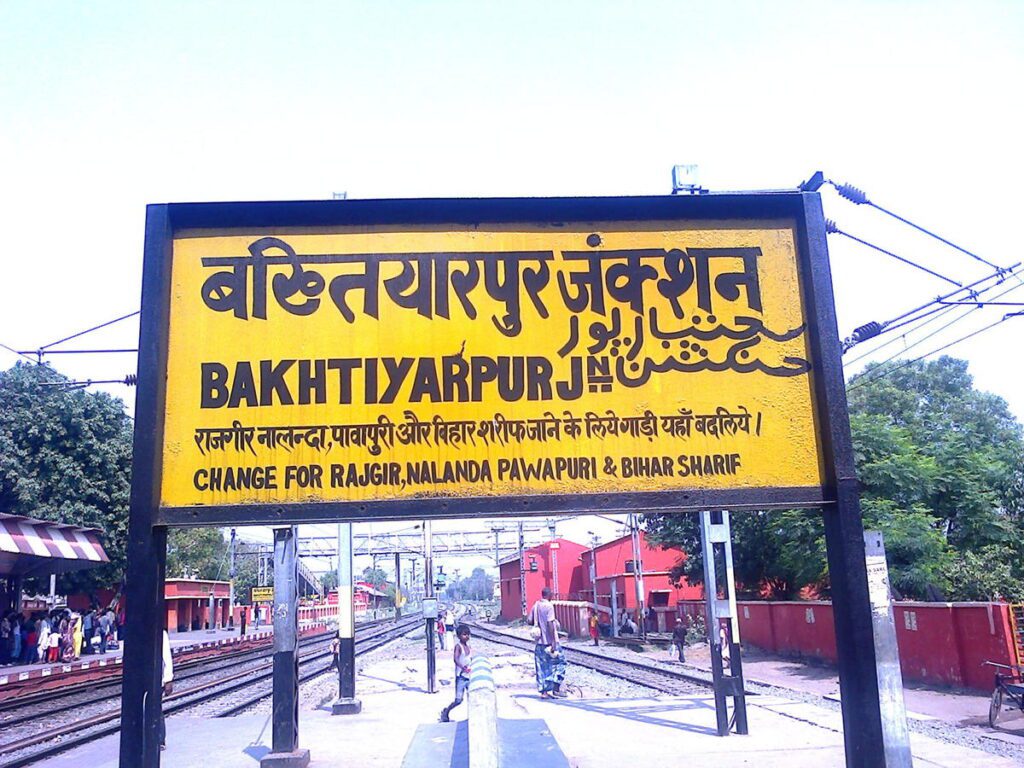 बख्तियारपुर जंक्शन
بختیارپور
جنکشن
BAKHTIYARPUR JN
राजगीर नालन्दा,पावापुरी और बिहार शरीफ जाने के लिये गाड़ी यहाँ बदलिये।
CHANGE FOR RAJGIR,NALANDA PAWAPURI & BIHAR SHARIF